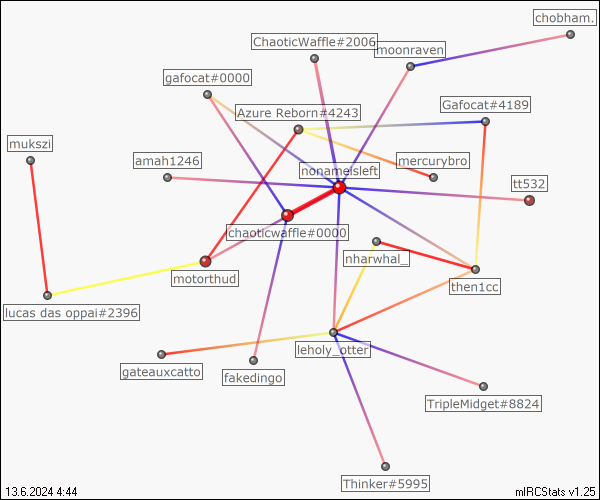 chobham.
ChaoticWaffle#2006
moonraven
gafocat#0000
Gafocat#4189
Azure Reborn#4243
mukszi
amah1246
mercurybro
nonameisleft
tt532
chaoticwaffle#0000
nharwhal_
motorthud
then1cc
lucas das oppai#2396
leholy_otter
gateauxcatto
fakedingo
TripleMidget#8824
Thinker#5995
13.6.2024 4:44
mIRCStats v1.25